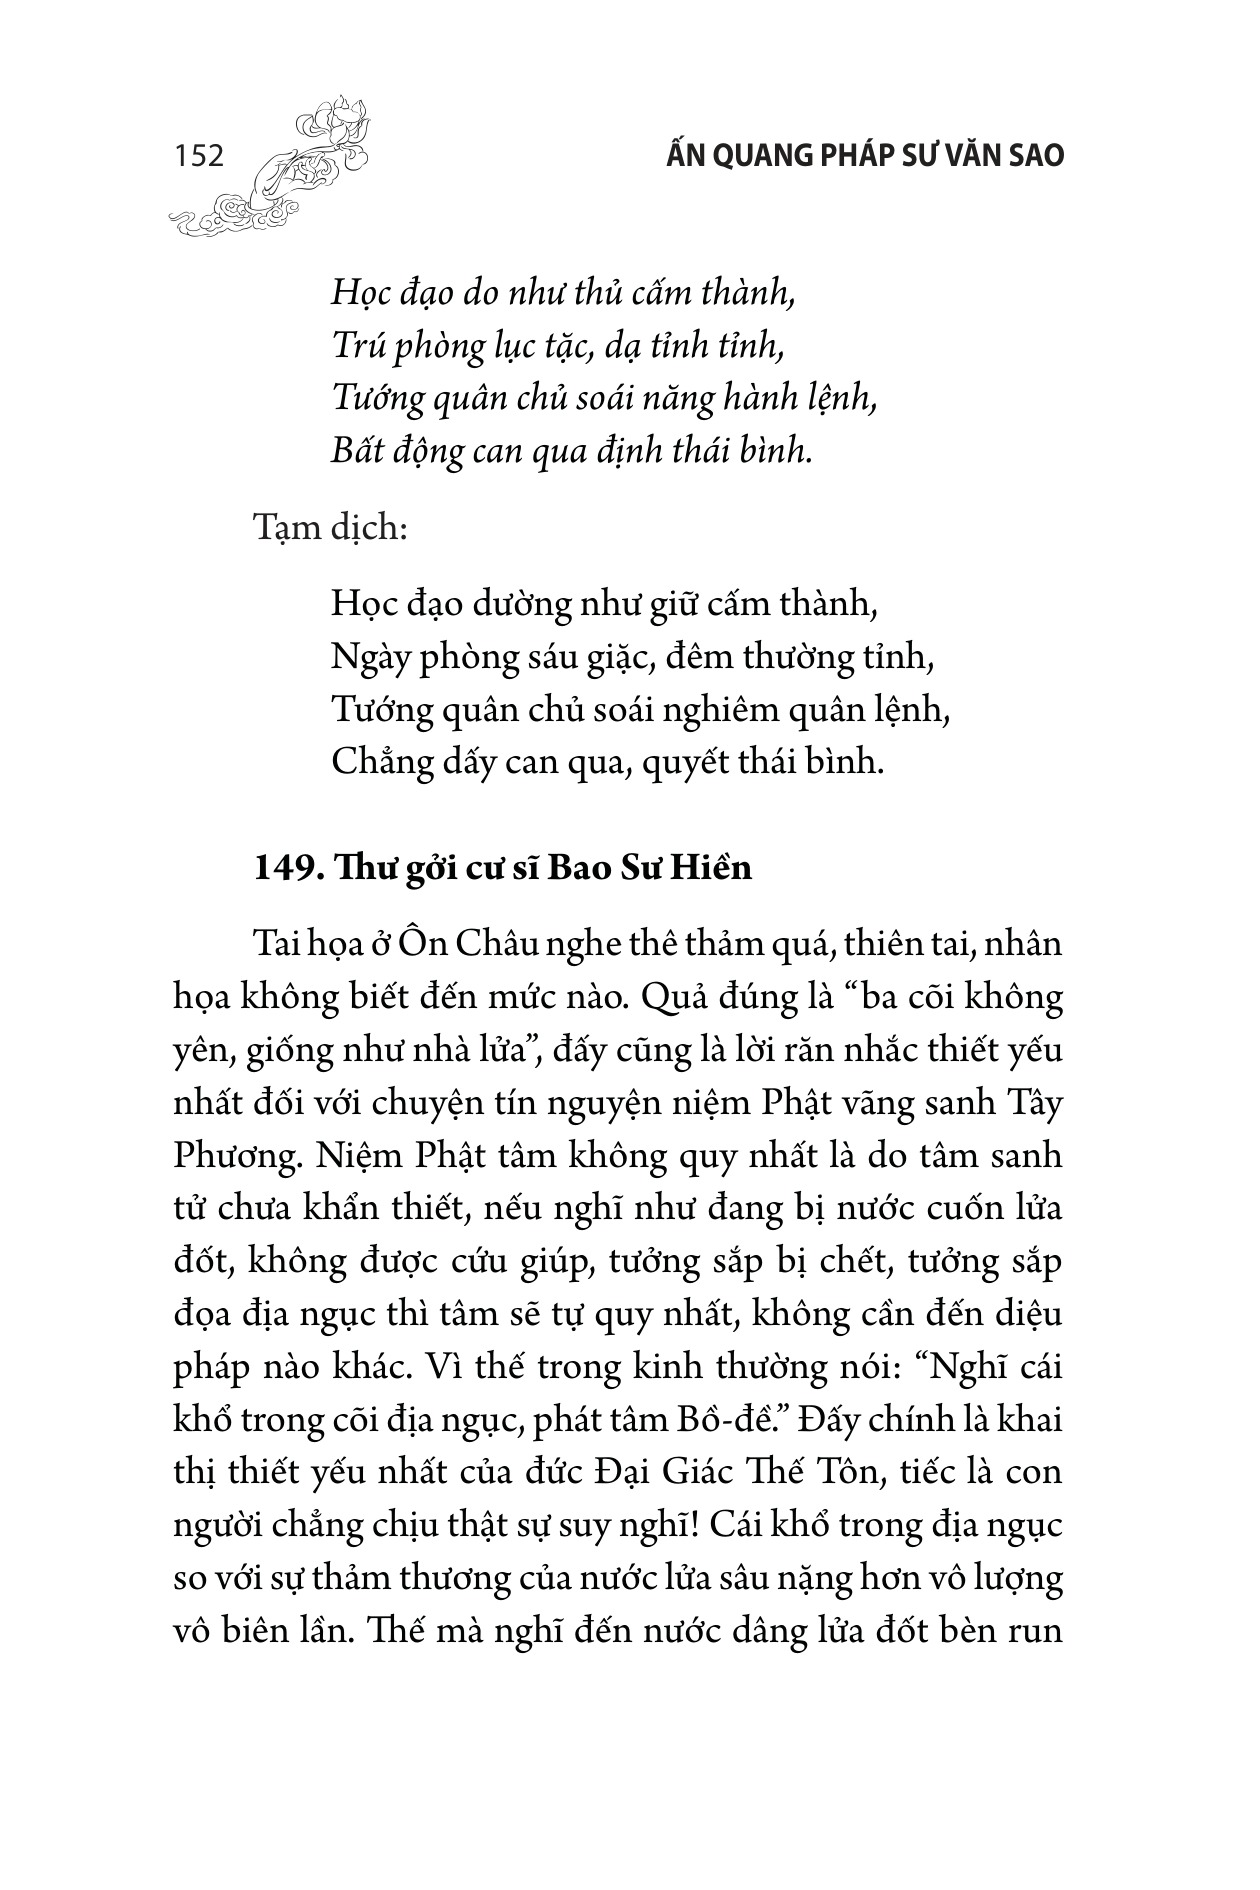 152
ẤN QUANG PHÁP SƯ VĂN SAO
Học đạo do như thủ cấm thành,
Trú phòng lục tặc, dạ tỉnh tỉnh,
Tướng quân chủ soái năng hành lệnh,
Bất động can qua định thái bình.
Tạm dịch:
Học đạo dường như giữ cấm thành,
Ngày phòng sáu giặc, đêm thường tỉnh,
Tướng quân chủ soái nghiêm quân lệnh,
Chẳng dấy can qua, quyết thái bình.
149. Thư gởi cư sĩ Bao Sư Hiền
Tai họa ở Ôn Châu nghe thê thảm quá, thiên tai, nhân
họa không biết đến mức nào. Quả đúng là “ba cõi không
yên, giống như nhà lửa”, đấy cũng là lời răn nhắc thiết yếu
nhất đối với chuyện tín nguyện niệm Phật vãng sanh Tây
Phương. Niệm Phật tâm không quy nhất là do tâm sanh
tử chưa khẩn thiết, nếu nghĩ như đang bị nước cuốn lửa
đốt, không được cứu giúp, tưởng sắp bị chết, tưởng sắp
đọa địa ngục thì tâm sẽ tự quy nhất, không cần đến diệu
pháp nào khác. Vì thế trong kinh thường nói: “Nghĩ cái
khổ trong cõi địa ngục, phát tâm Bồ-đề.” Đấy chính là khai
thị thiết yếu nhất của đức Đại Giác Thế Tôn, tiếc là con
người chẳng chịu thật sự suy nghĩ! Cái khổ trong địa ngục
so với sự thảm thương của nước lửa sâu nặng hơn vô lượng
vô biên lần. Thế mà nghĩ đến nước dâng lửa đốt bèn run